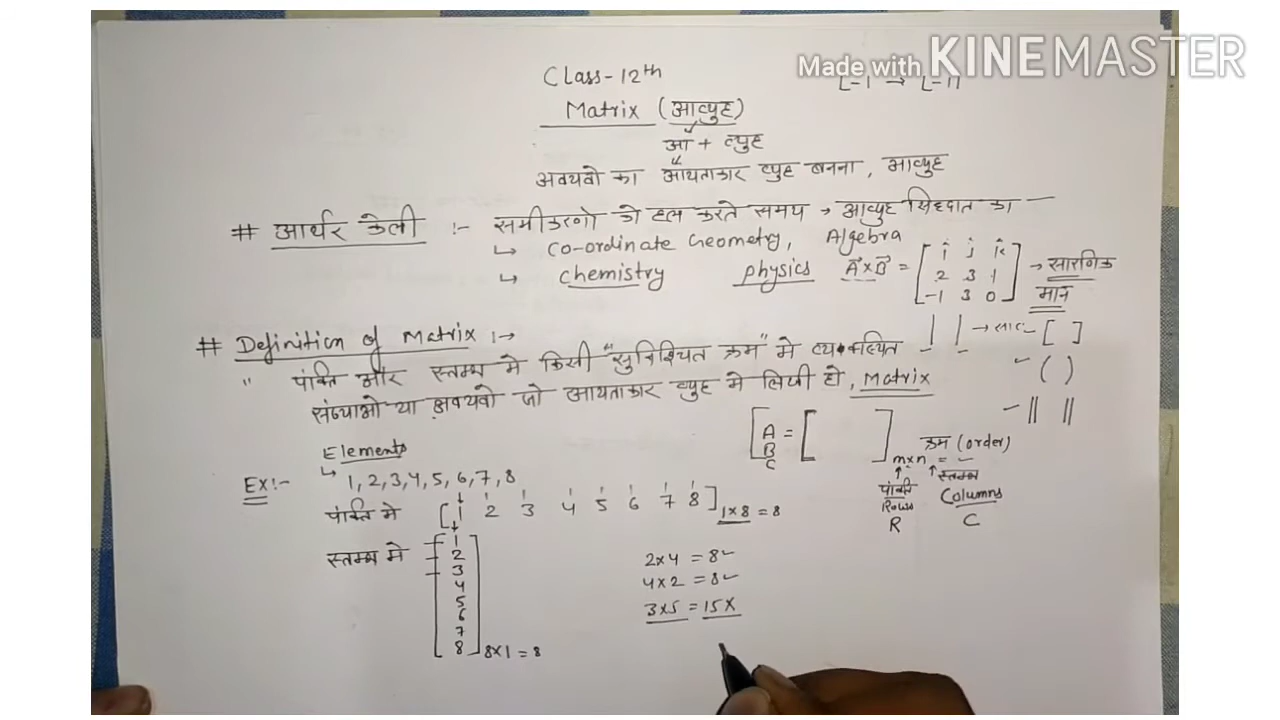 Made with KINEMASTER
Class-12th
L-1 → L-11
Matrix (आव्युह)
आ + व्युह
अवयवो का आयताकार व्युह बनना, आव्युह
# आर्थर केली :- समीकरणो को हल करते समय → आव्युह सिद्दांत का —
↳ Co-ordinate Geometry, Algebra
↳ Chemistry Physics A⃗×B⃗ = [ i j k → सारणिक
2 3 1 मान
-1 3 0 ]
# Definition of Matrix :→
| | → [ ]
" पंक्ति और स्तम्भ मे किसी "सुनिश्चित क्रम" मे
( )
संख्याओ या अवयवो जो आयताकार व्युह मे लिखी हो, Matrix
|| ||
[ A = [ ]
B
C
क्रम (order)
m×n =
पंक्ति स्तम्भ
Rows Columns
R C
Elements
Ex:- ↳ 1, 2, 3, 4, 5, 6, 7, 8
पंक्ति मे [1 2 3 4 5 6 7 8] 1×8 = 8
स्तम्भ मे [ 1
2
3
4
5
6
7
8 ] 8×1 = 8
2×4 = 8✓
4×2 = 8✓
3×5 = 15×